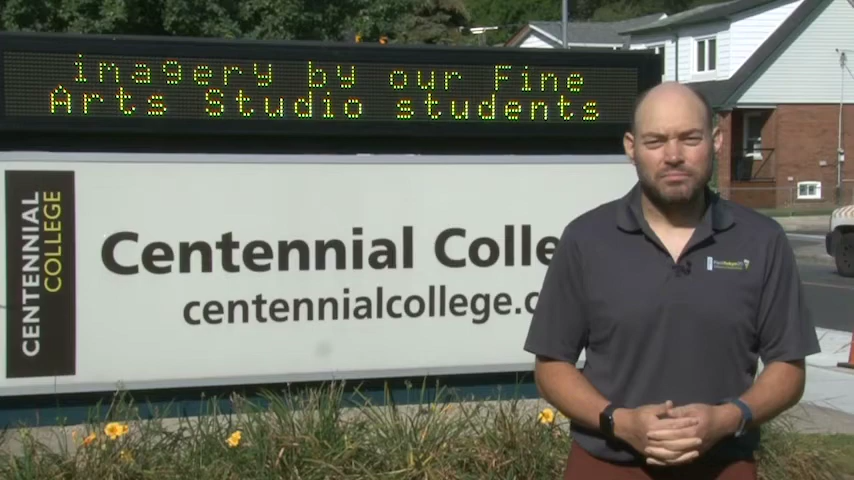 imagery by our Fine
Arts Studio students
CENTENNIAL
COLLEGE
Centennial Colle
centennialcollege.c